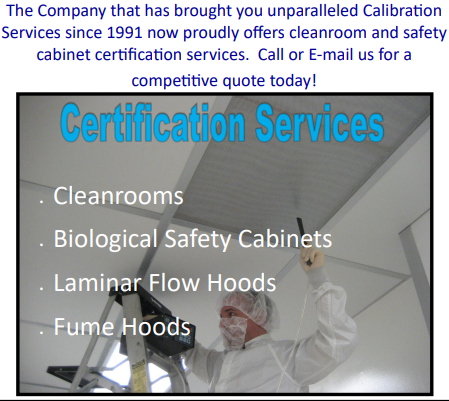 The Company that has brought you unparalleled Calibration
Services since 1991 now proudly offers cleanroom and safety
cabinet certification services.  Call or E-mail us for a
competitive quote today!
Certification Services
. Cleanrooms
. Biological Safety Cabinets
. Laminar Flow Hoods
. Fume Hoods